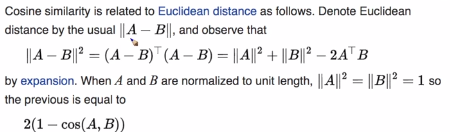 Cosine similarity is related to Euclidean distance as follows. Denote Euclidean
distance by the usual ‖A − B‖, and observe that
‖A − B‖² = (A − B)ᵀ(A − B) = ‖A‖² + ‖B‖² − 2AᵀB
by expansion. When A and B are normalized to unit length, ‖A‖² = ‖B‖² = 1 so
the previous is equal to
2(1 − cos(A, B))